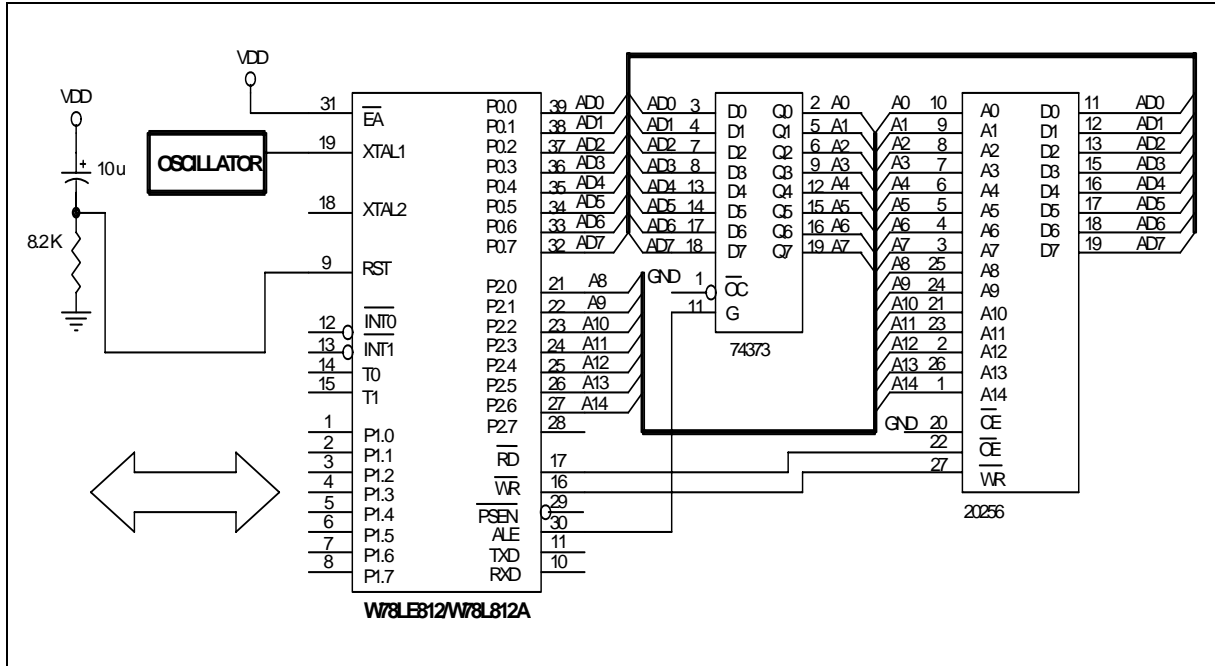 VDD
VDD
10u
8.2K
OSCILLATOR
31 EA
19 XTAL1
18 XTAL2
9 RST
12 INT0
13 INT1
14 T0
15 T1
1 P1.0
2 P1.1
3 P1.2
4 P1.3
5 P1.4
6 P1.5
7 P1.6
8 P1.7
P0.0 39 AD0
P0.1 38 AD1
P0.2 37 AD2
P0.3 36 AD3
P0.4 35 AD4
P0.5 34 AD5
P0.6 33 AD6
P0.7 32 AD7
P2.0 21 A8
P2.1 22 A9
P2.2 23 A10
P2.3 24 A11
P2.4 25 A12
P2.5 26 A13
P2.6 27 A14
P2.7 28
RD 17
WR 16
PSEN 29
ALE 30
TXD 11
RXD 10
W78LE812/W78L812A
AD0 3 D0 Q0 2 A0
AD1 4 D1 Q1 5 A1
AD2 7 D2 Q2 6 A2
AD3 8 D3 Q3 9 A3
AD4 13 D4 Q4 12 A4
AD5 14 D5 Q5 15 A5
AD6 17 D6 Q6 16 A6
AD7 18 D7 Q7 19 A7
GND 1 OC
11 G
74373
A0 10 A0 D0 11 AD0
A1 9 A1 D1 12 AD1
A2 8 A2 D2 13 AD2
A3 7 A3 D3 15 AD3
A4 6 A4 D4 16 AD4
A5 5 A5 D5 17 AD5
A6 4 A6 D6 18 AD6
A7 3 A7 D7 19 AD7
A8 25 A8
A9 24 A9
A10 21 A10
A11 23 A11
A12 2 A12
A13 26 A13
A14 1 A14
GND 20 CE
22 OE
27 WR
20256